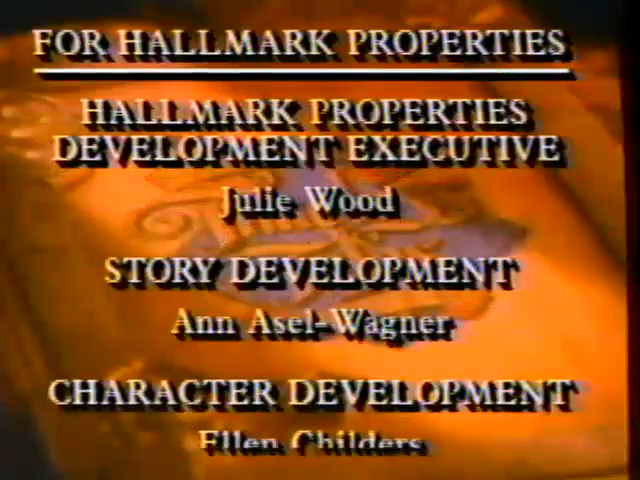 FOR HALLMARK PROPERTIES
HALLMARK PROPERTIES
DEVELOPMENT EXECUTIVE
Julie Wood
STORY DEVELOPMENT
Ann Asel-Wagner
CHARACTER DEVELOPMENT
Ellen Childers